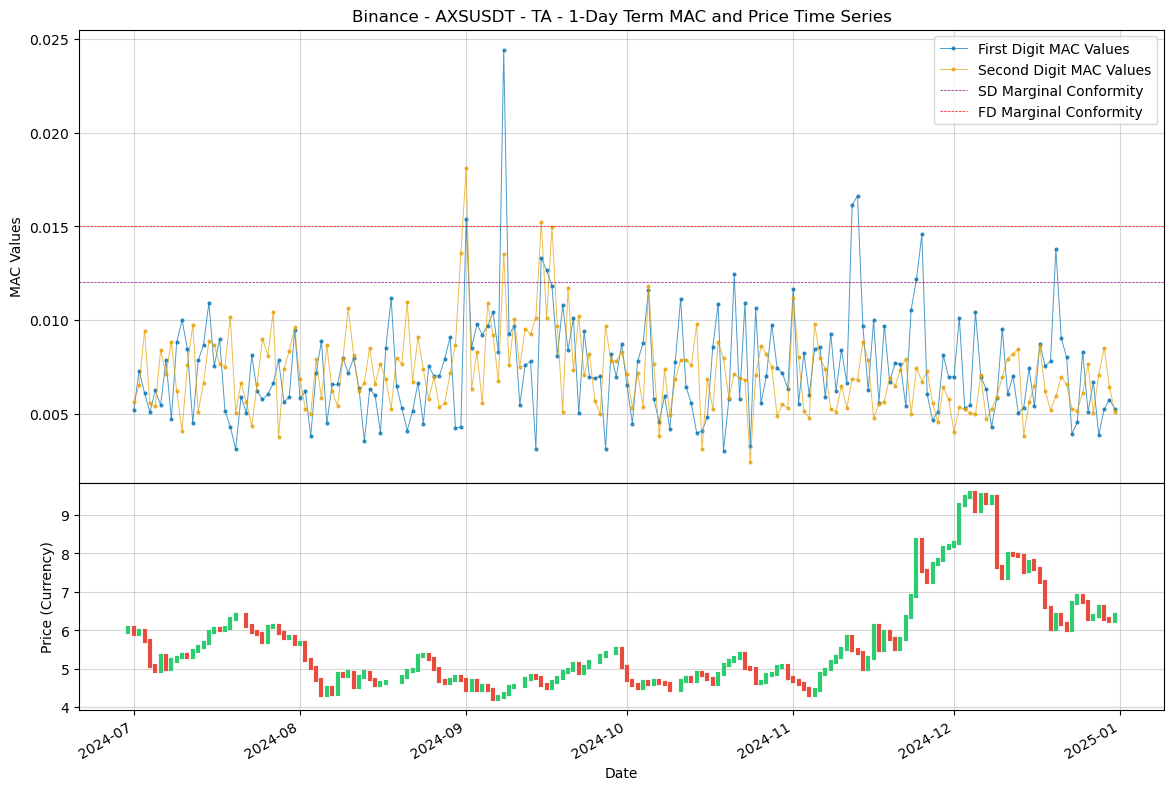 Binance - AXSUSDT - TA - 1-Day Term MAC and Price Time Series
First Digit MAC Values
Second Digit MAC Values
SD Marginal Conformity
FD Marginal Conformity
MAC Values
0.025
0.020
0.015
0.010
0.005
Price (Currency)
9
8
7
6
5
4
2024-07
2024-08
2024-09
2024-10
2024-11
2024-12
2025-01
Date